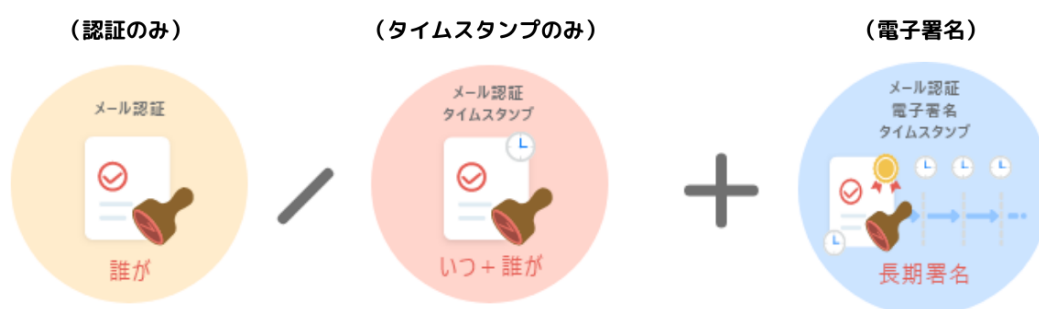 （認証のみ）
メール認証
誰が
（タイムスタンプのみ）
メール認証
タイムスタンプ
いつ＋誰が
（電子署名）
メール認証
電子署名
タイムスタンプ
長期署名